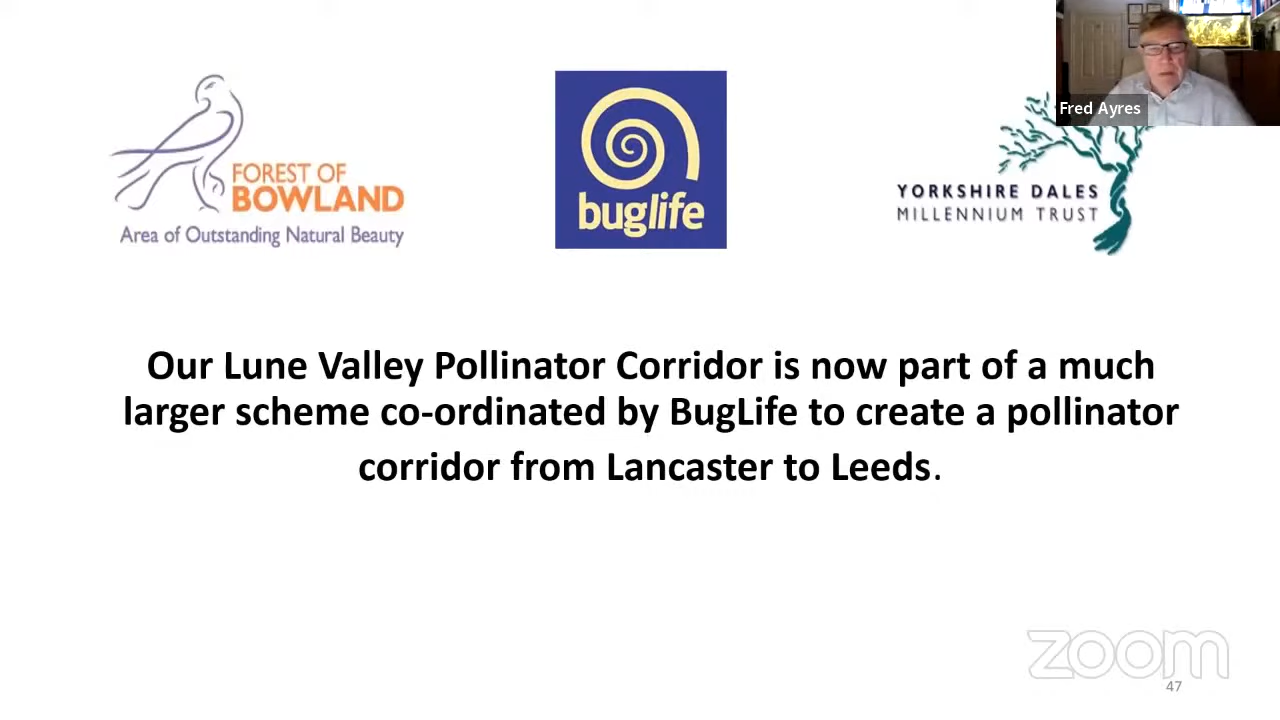 Fred Ayres
FOREST OF
BOWLAND
Area of Outstanding Natural Beauty
buglife
YORKSHIRE DALES
MILLENNIUM TRUST
Our Lune Valley Pollinator Corridor is now part of a much
larger scheme co-ordinated by BugLife to create a pollinator
corridor from Lancaster to Leeds.
zoom
47